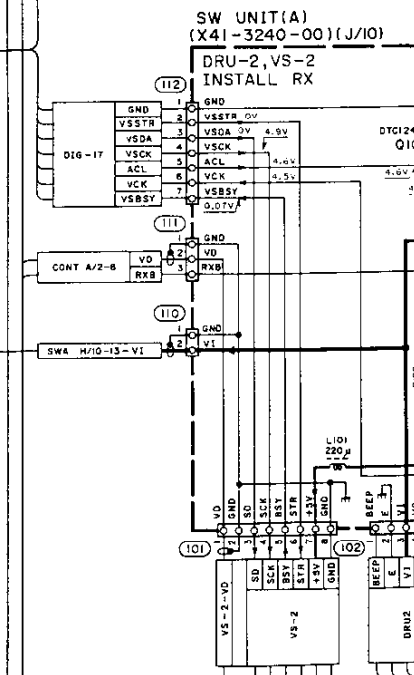 SW UNIT(A)
(X41-3240-00)(J/10)
DRU-2,VS-2
INSTALL RX
112
DIG-17
GND 1 GND
VSSTR 2 VSSTR 0V
VSDA 3 VSDA 0V 4.9V
VSCK 4 VSCK
ACL 5 ACL 4.6V
VCK 6 VCK 4.5V
VSBSY 7 VSBSY
0.07V
DTC124
Q10
4.6V
111
1 GND
CONT A/2-6 VD 2 VD
RXB 3 RXB
110
1 GND
SWA H/10-13-VI 2 VI
L101
220μ
VD GND SD SCK BSY STR +5V GND BEEP E VI
1 2 3 4 5 6 7 8 1 2 3
101 102
VS-2-VD SD SCK BSY STR +5V GND BEEP E VI
VS-2 DRU2